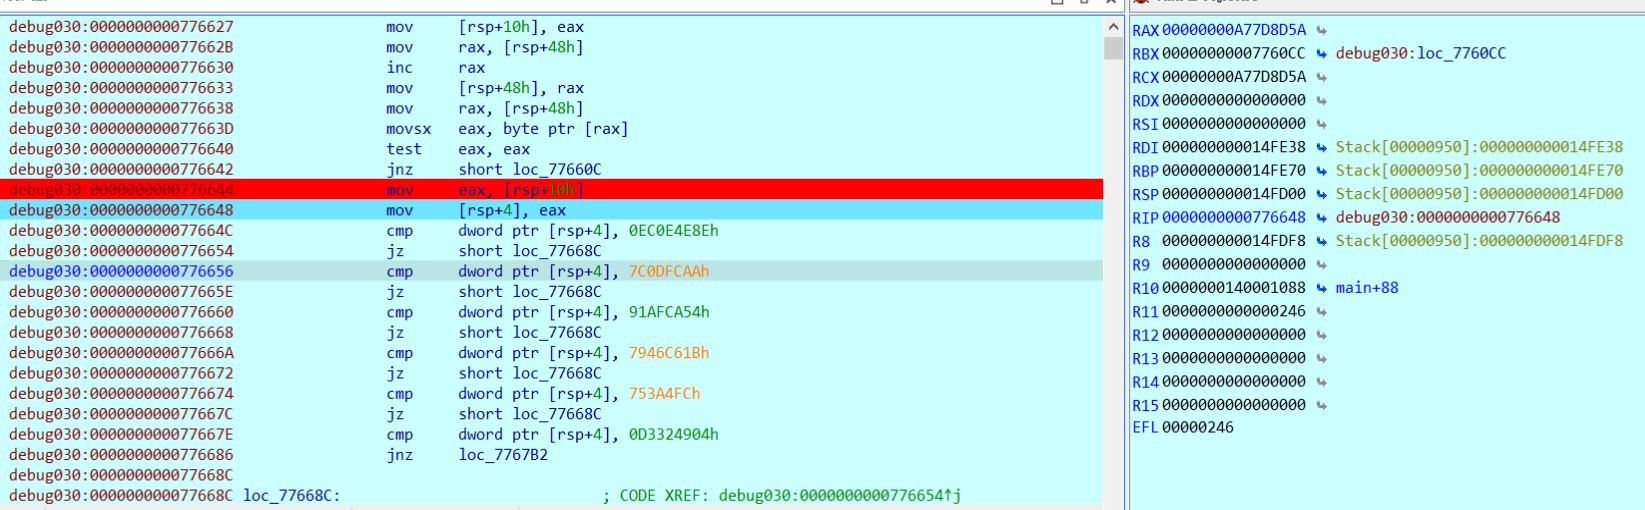 debug030:0000000000776627 mov [rsp+10h], eax
debug030:000000000077662B mov rax, [rsp+48h]
debug030:0000000000776630 inc rax
debug030:0000000000776633 mov [rsp+48h], rax
debug030:0000000000776638 mov rax, [rsp+48h]
debug030:000000000077663D movsx eax, byte ptr [rax]
debug030:0000000000776640 test eax, eax
debug030:0000000000776642 jnz short loc_77660C
debug030:0000000000776644 mov eax, [rsp+10h]
debug030:0000000000776648 mov [rsp+4], eax
debug030:000000000077664C cmp dword ptr [rsp+4], 0EC0E4E8Eh
debug030:0000000000776654 jz short loc_77668C
debug030:0000000000776656 cmp dword ptr [rsp+4], 7C0DFCAAh
debug030:000000000077665E jz short loc_77668C
debug030:0000000000776660 cmp dword ptr [rsp+4], 91AFCA54h
debug030:0000000000776668 jz short loc_77668C
debug030:000000000077666A cmp dword ptr [rsp+4], 7946C61Bh
debug030:0000000000776672 jz short loc_77668C
debug030:0000000000776674 cmp dword ptr [rsp+4], 753A4FCh
debug030:000000000077667C jz short loc_77668C
debug030:000000000077667E cmp dword ptr [rsp+4], 0D3324904h
debug030:0000000000776686 jnz loc_7767B2
debug030:000000000077668C
debug030:000000000077668C loc_77668C: ; CODE XREF: debug030:0000000000776654↑j
RAX 00000000A77D8D5A
RBX 00000000007760CC debug030:loc_7760CC
RCX 00000000A77D8D5A
RDX 0000000000000000
RSI 0000000000000000
RDI 000000000014FE38 Stack[00000950]:000000000014FE38
RBP 000000000014FE70 Stack[00000950]:000000000014FE70
RSP 000000000014FD00 Stack[00000950]:000000000014FD00
RIP 0000000000776648 debug030:0000000000776648
R8 000000000014FDF8 Stack[00000950]:000000000014FDF8
R9 0000000000000000
R10 0000000140001088 main+88
R11 0000000000000246
R12 0000000000000000
R13 0000000000000000
R14 0000000000000000
R15 0000000000000000
EFL 00000246